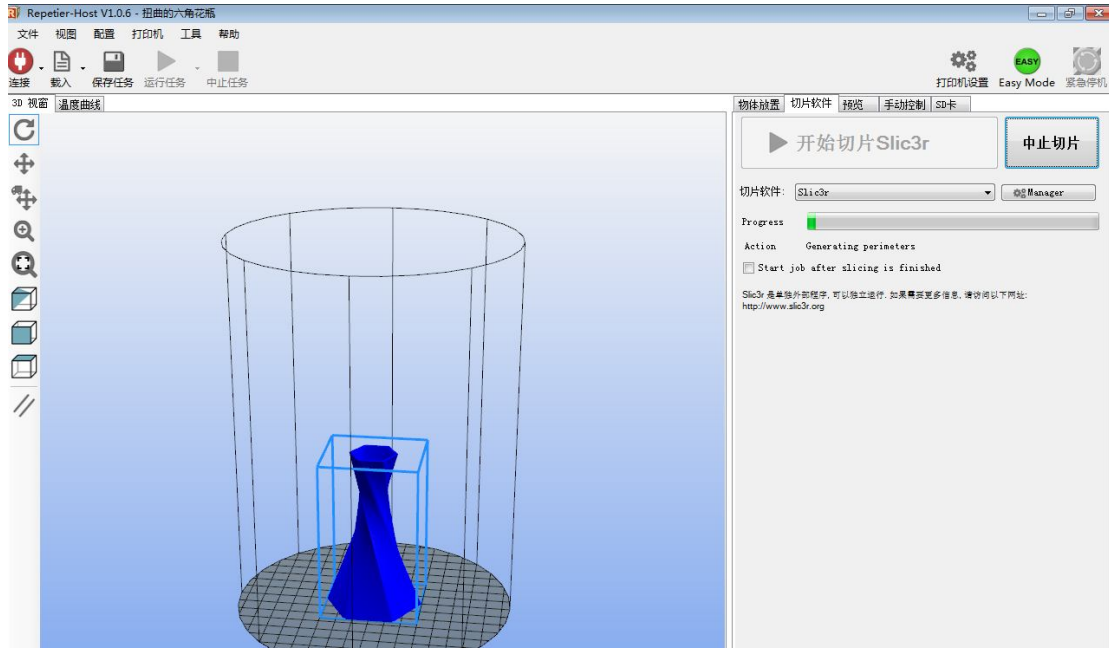 Repetier-Host V1.0.6 - 扭曲的六角花瓶
文件 视图 配置 打印机 工具 帮助
连接 载入 保存任务 运行任务 中止任务
打印机设置 EASY Easy Mode 紧急停机
3D 视窗 温度曲线
物体放置 切片软件 预览 手动控制 SD卡
开始切片Slic3r
中止切片
切片软件: Slic3r Manager
Progress
Action Generating perimeters
Start job after slicing is finished
Slic3r 是单独外部程序, 可以独立运行. 如果需要更多信息, 请访问以下网址:
http://www.slic3r.org